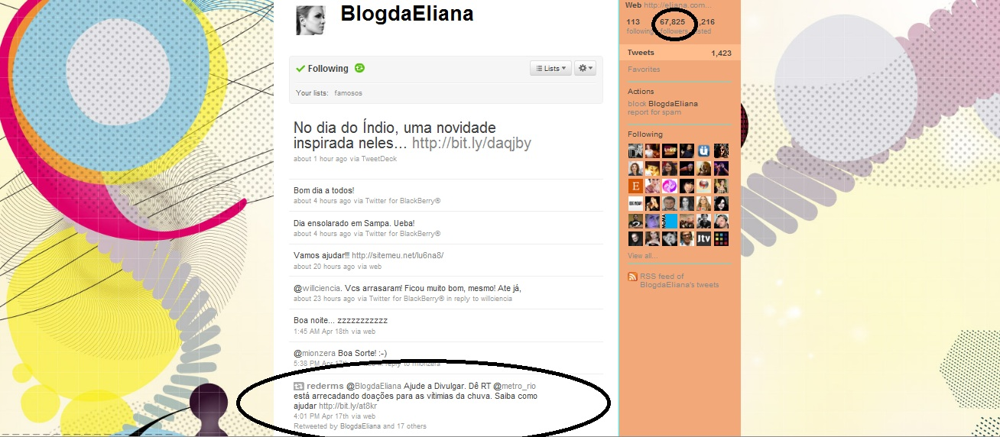 BlogdaEliana
Following
Lists
Your lists: famosos
No dia do Índio, uma novidade
inspirada neles... http://bit.ly/daqjby
about 1 hour ago via TweetDeck
Bom dia a todos!
about 4 hours ago via Twitter for BlackBerry®
Dia ensolarado em Sampa. Ueba!
about 4 hours ago via Twitter for BlackBerry®
Vamos ajudar!!! http://sitemeu.net/lu6na8/
about 20 hours ago via web
@willciencia. Vcs arrasaram! Ficou muito bom, mesmo! Ate já,
about 23 hours ago via Twitter for BlackBerry® in reply to willciencia
Boa noite... zzzzzzzzzzz
1:45 AM Apr 18th via web
@mionzera Boa Sorte! :-)
5:38 PM Apr 17th in reply to mionzera
rederms @BlogdaEliana Ajude a Divulgar. Dê RT @metro_rio
está arrecadando doações para as vítimias da chuva. Saiba como
ajudar http://bit.ly/at8kr
4:01 PM Apr 17th via web
Retweeted by BlogdaEliana and 17 others
Web http://eliana.com...
113 67,825 ,216
following followers listed
Tweets 1,423
Favorites
Actions
block BlogdaEliana
report for spam
Following
E
Jtv
View all...
RSS feed of
BlogdaEliana's tweets